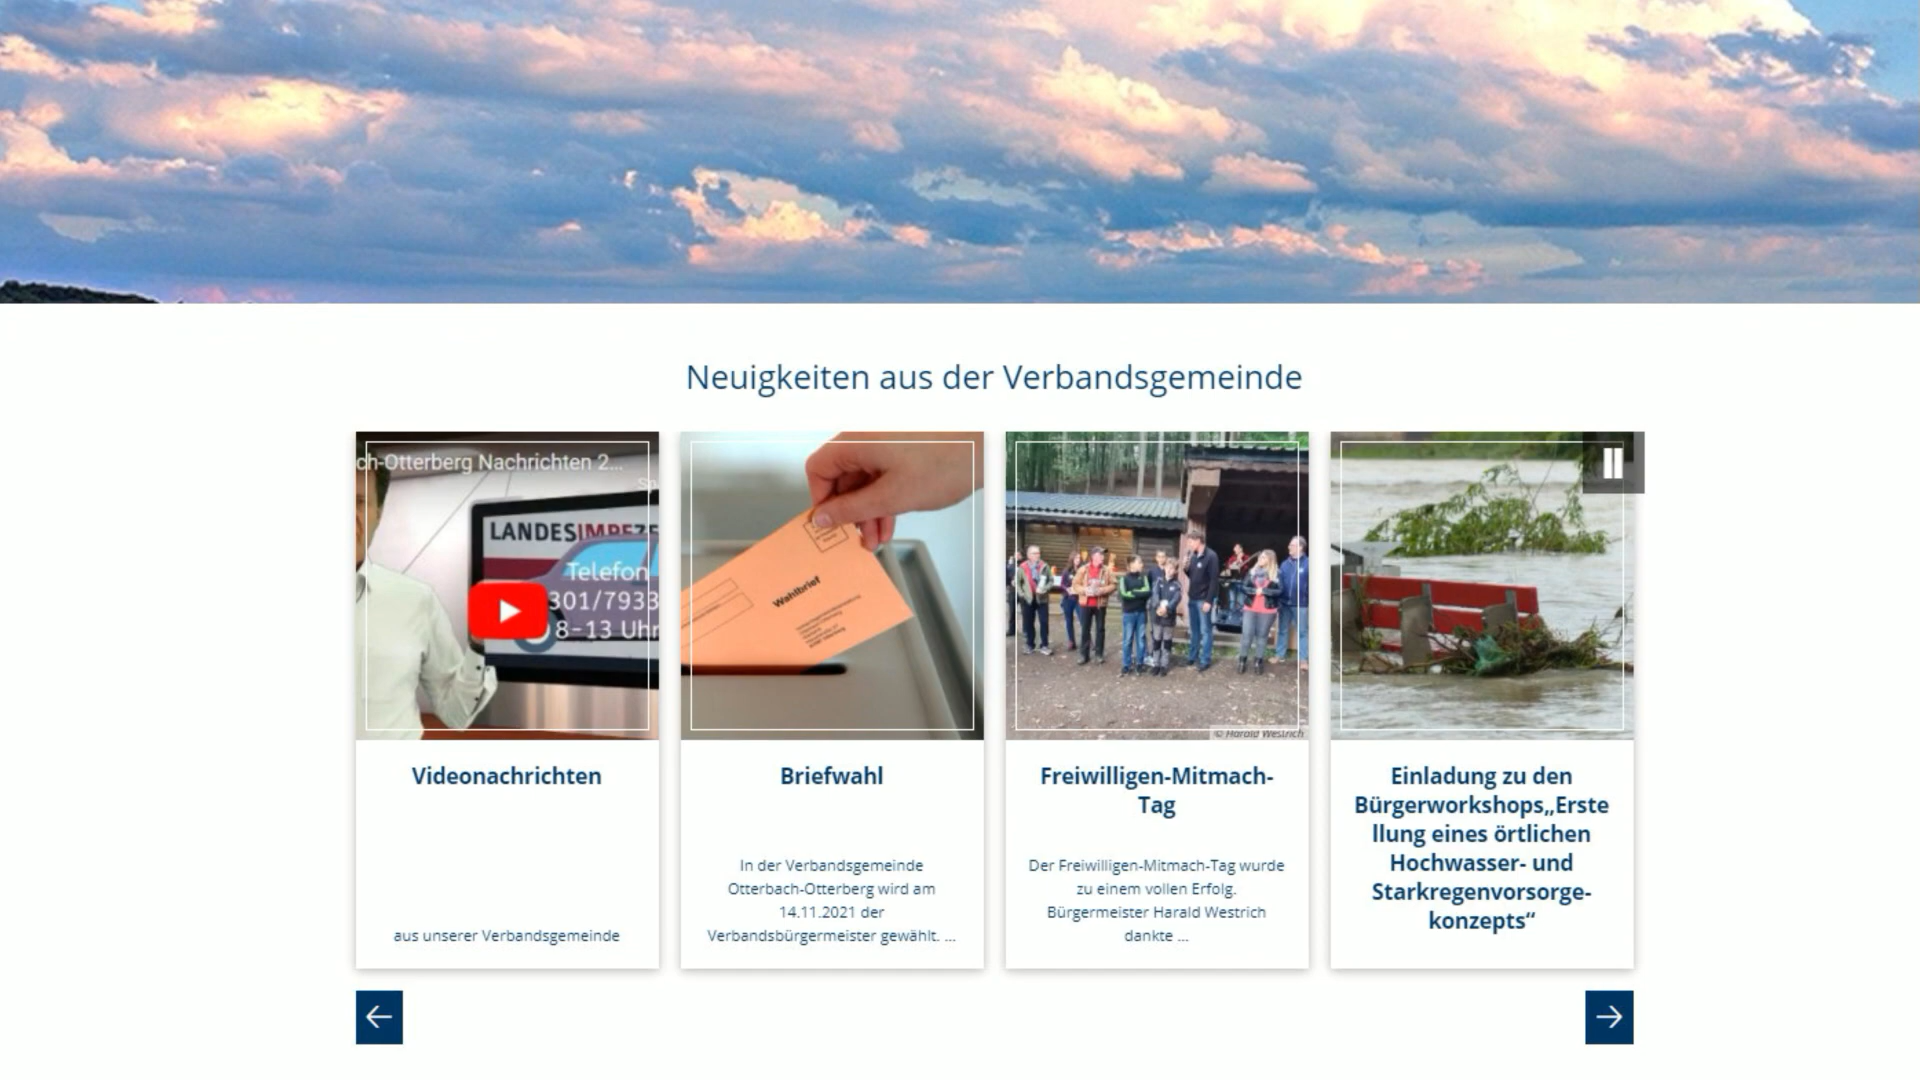 Neuigkeiten aus der Verbandsgemeinde
ch-Otterberg Nachrichten 2...
LANDESIMPFZE
Telefon
301/7933
8-13 Uhr
Wahlbrief
© Harald Westrich
Videonachrichten
aus unserer Verbandsgemeinde
Briefwahl
In der Verbandsgemeinde
Otterbach-Otterberg wird am
14.11.2021 der
Verbandsbürgermeister gewählt. ...
Freiwilligen-Mitmach-
Tag
Der Freiwilligen-Mitmach-Tag wurde
zu einem vollen Erfolg.
Bürgermeister Harald Westrich
dankte ...
Einladung zu den
Bürgerworkshops„Erste
llung eines örtlichen
Hochwasser- und
Starkregenvorsorge-
konzepts“